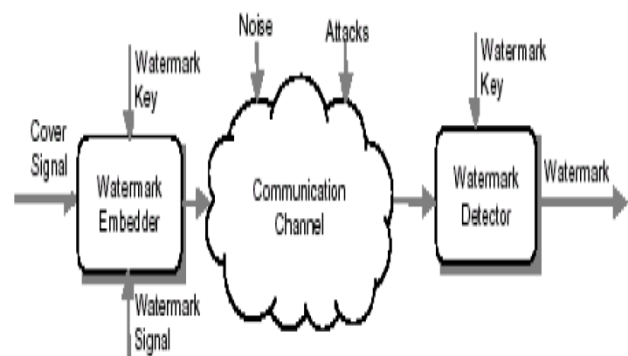 Noise
Attacks
Watermark
Key
Watermark
Key
Cover
Signal
Watermark
Embedder
Communication
Channel
Watermark
Detector
Watermark
Watermark
Signal